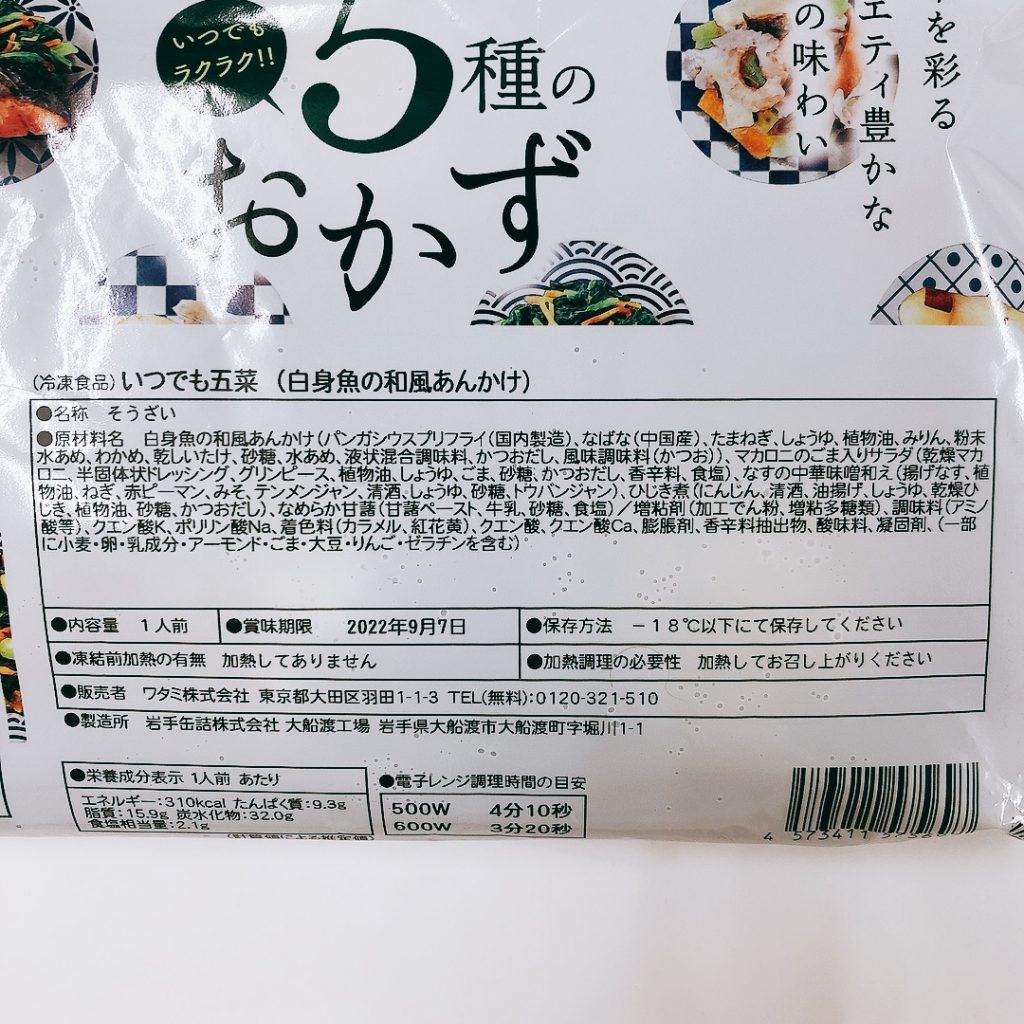 いつでも
ラクラク!!
5種の
おかず
を彩る
エティ豊かな
の味わい
(冷凍食品)いつでも五菜 (白身魚の和風あんかけ)
●名称 そうざい
●原材料名 白身魚の和風あんかけ(パンガシウスプリフライ(国内製造)、なばな(中国産)、たまねぎ、しょうゆ、植物油、みりん、粉末
水あめ、わかめ、乾しいたけ、砂糖、水あめ、液状混合調味料、かつおだし、風味調味料(かつお))、マカロニのごま入りサラダ(乾燥マカ
ロニ、半固体状ドレッシング、グリンピース、植物油、しょうゆ、ごま、砂糖、かつおだし、香辛料、食塩)、なすの中華味噌和え(揚げなす、植
物油、ねぎ、赤ピーマン、みそ、テンメンジャン、清酒、しょうゆ、砂糖、トウバンジャン)、ひじき煮(にんじん、清酒、油揚げ、しょうゆ、乾燥ひ
じき、植物油、砂糖、かつおだし)、なめらか甘藷(甘藷ペースト、牛乳、砂糖、食塩)/増粘剤(加工でん粉、増粘多糖類)、調味料(アミノ
酸等)、クエン酸K、ポリリン酸Na、着色料(カラメル、紅花黄)、クエン酸、クエン酸Ca、膨脹剤、香辛料抽出物、酸味料、凝固剤、(一部
に小麦・卵・乳成分・アーモンド・ごま・大豆・りんご・ゼラチンを含む)
●内容量 1人前 ●賞味期限 2022年9月7日 ●保存方法 -18℃以下にて保存してください
●凍結前加熱の有無 加熱してありません ●加熱調理の必要性 加熱してお召し上がりください
●販売者 ワタミ株式会社 東京都大田区羽田1-1-3 TEL(無料):0120-321-510
●製造所 岩手缶詰株式会社 大船渡工場 岩手県大船渡市大船渡町字堀川1-1
●栄養成分表示 1人前 あたり
エネルギー:310kcal たんぱく質:9.3g
脂質:15.9g 炭水化物:32.0g
食塩相当量:2.1g
(計算値による推定値)
●電子レンジ調理時間の目安
500W 4分10秒
600W 3分20秒
4 573411